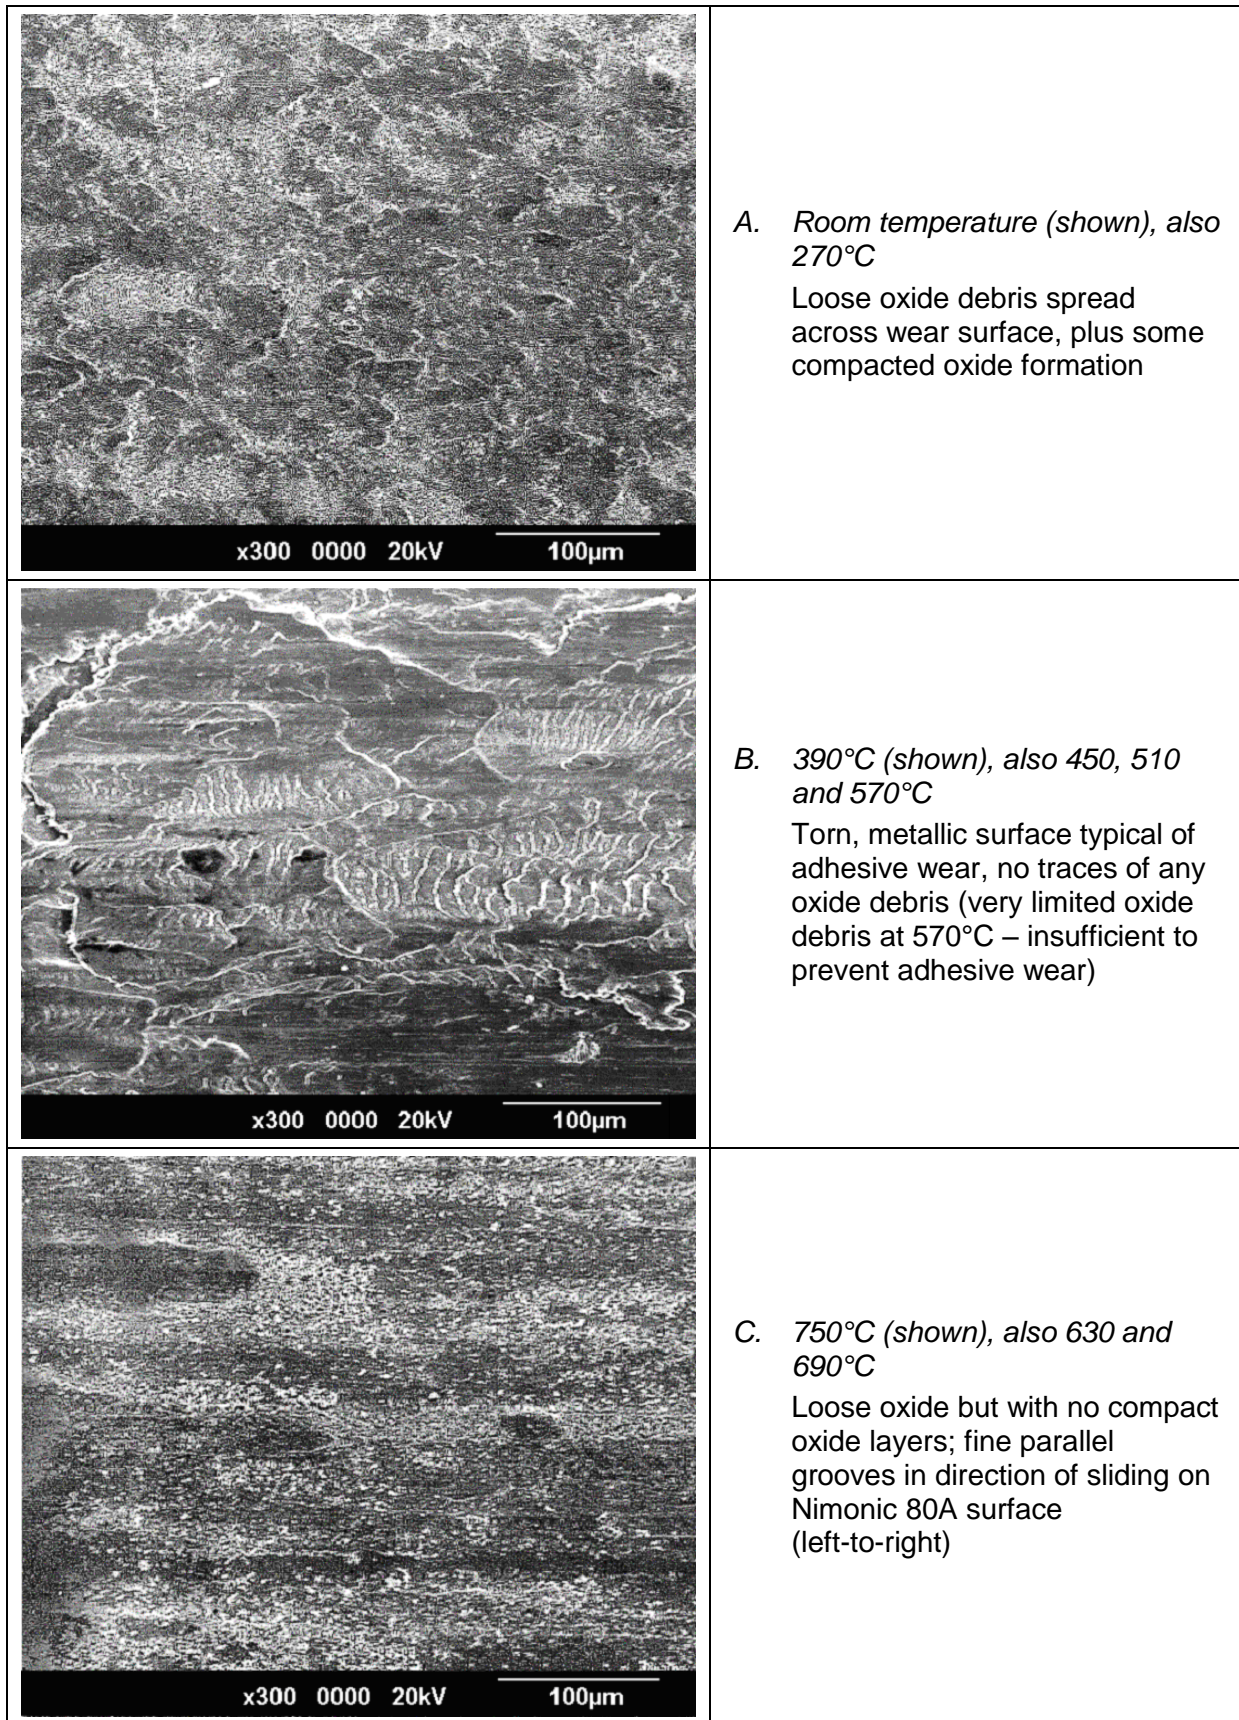 x300 0000 20kV 100µm
A. Room temperature (shown), also
270°C
Loose oxide debris spread
across wear surface, plus some
compacted oxide formation
x300 0000 20kV 100µm
B. 390°C (shown), also 450, 510
and 570°C
Torn, metallic surface typical of
adhesive wear, no traces of any
oxide debris (very limited oxide
debris at 570°C – insufficient to
prevent adhesive wear)
x300 0000 20kV 100µm
C. 750°C (shown), also 630 and
690°C
Loose oxide but with no compact
oxide layers; fine parallel
grooves in direction of sliding on
Nimonic 80A surface
(left-to-right)